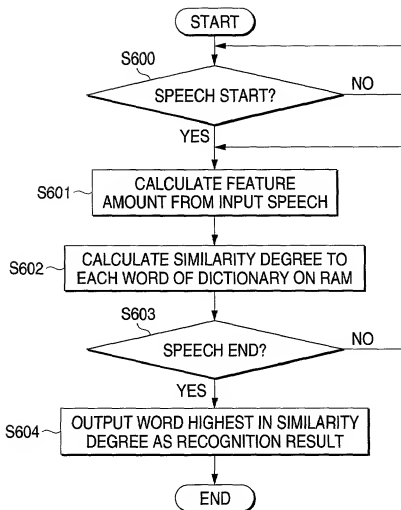 START
S600
SPEECH START?
NO
YES
S601
CALCULATE FEATURE
AMOUNT FROM INPUT SPEECH
S602
CALCULATE SIMILARITY DEGREE TO
EACH WORD OF DICTIONARY ON RAM
S603
SPEECH END?
NO
YES
S604
OUTPUT WORD HIGHEST IN SIMILARITY
DEGREE AS RECOGNITION RESULT
END